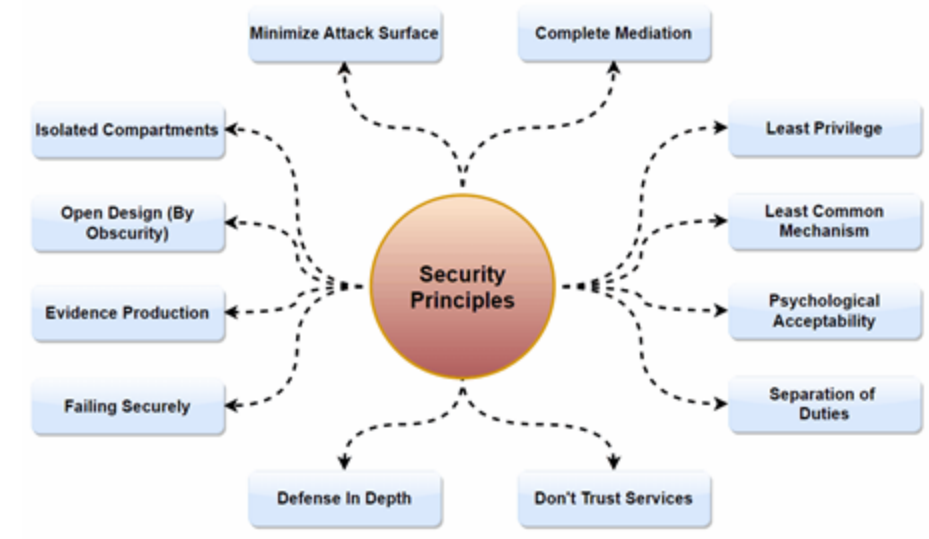 Minimize Attack Surface
Complete Mediation
Isolated Compartments
Least Privilege
Open Design (By
Obscurity)
Least Common
Mechanism
Security
Principles
Evidence Production
Psychological
Acceptability
Failing Securely
Separation of
Duties
Defense In Depth
Don't Trust Services